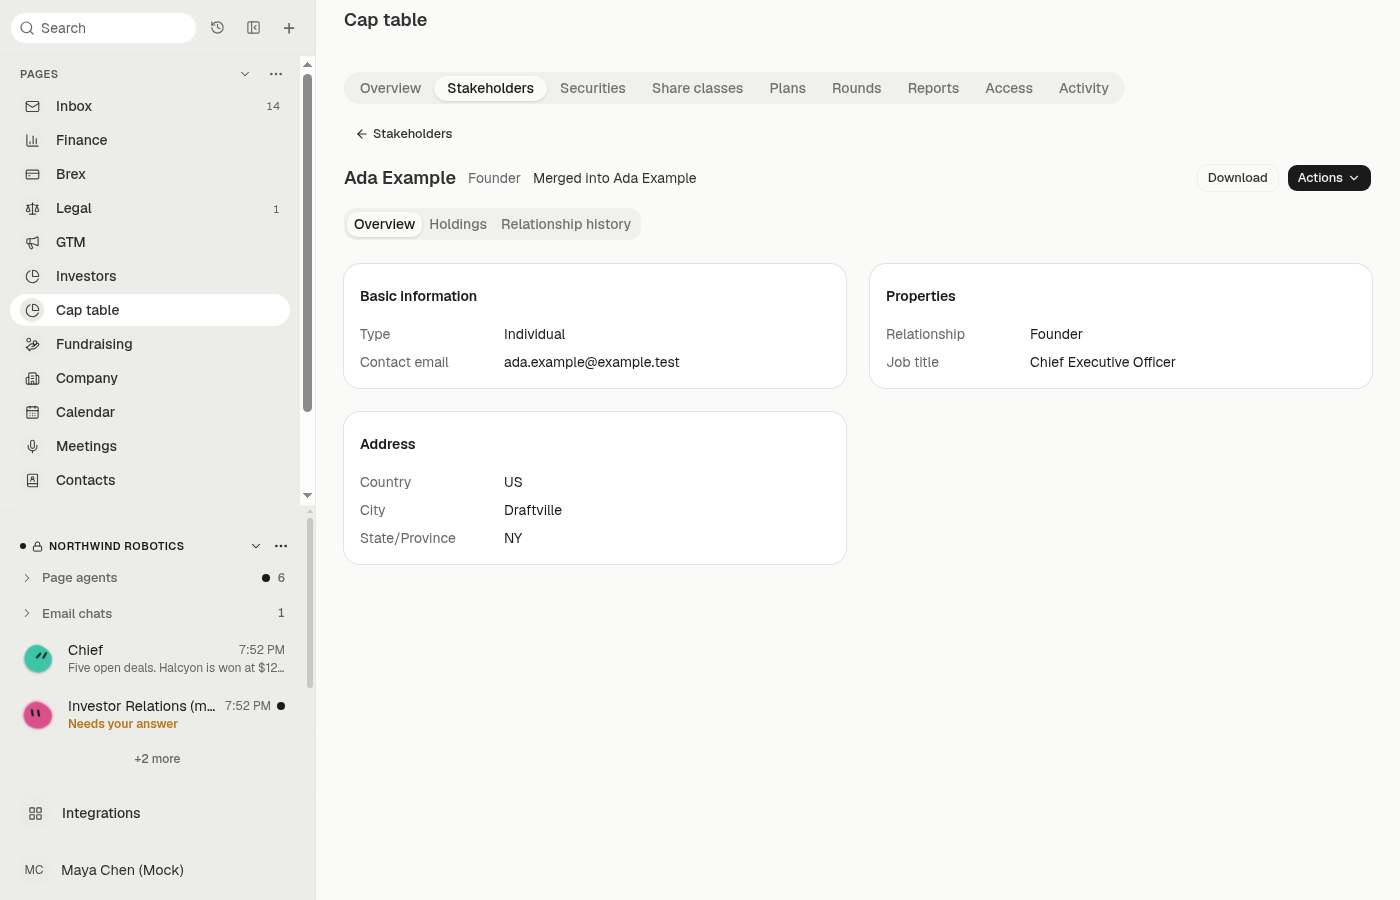 Search
PAGES
Inbox 14
Finance
Brex
Legal 1
GTM
Investors
Cap table
Fundraising
Company
Calendar
Meetings
Contacts
NORTHWIND ROBOTICS
Page agents 6
Email chats 1
Chief 7:52 PM
Five open deals. Halcyon is won at $12...
Investor Relations (m... 7:52 PM
Needs your answer
+2 more
Integrations
MC Maya Chen (Mock)
Cap table
Overview Stakeholders Securities Share classes Plans Rounds Reports Access Activity
Stakeholders
Ada Example Founder Merged into Ada Example Download Actions
Overview Holdings Relationship history
Basic information
Type Individual
Contact email ada.example@example.test
Properties
Relationship Founder
Job title Chief Executive Officer
Address
Country US
City Draftville
State/Province NY